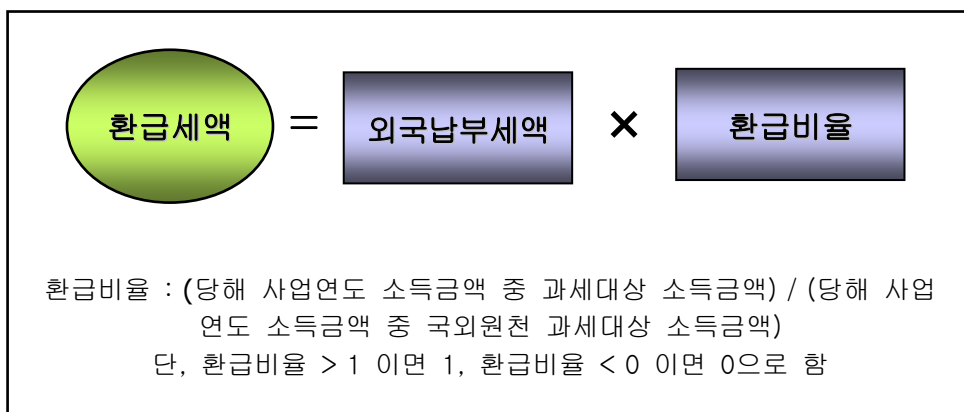 환급세액 = 외국납부세액 × 환급비율
환급비율 : (당해 사업연도 소득금액 중 과세대상 소득금액) / (당해 사업
연도 소득금액 중 국외원천 과세대상 소득금액)
단, 환급비율 > 1 이면 1, 환급비율 < 0 이면 0으로 함